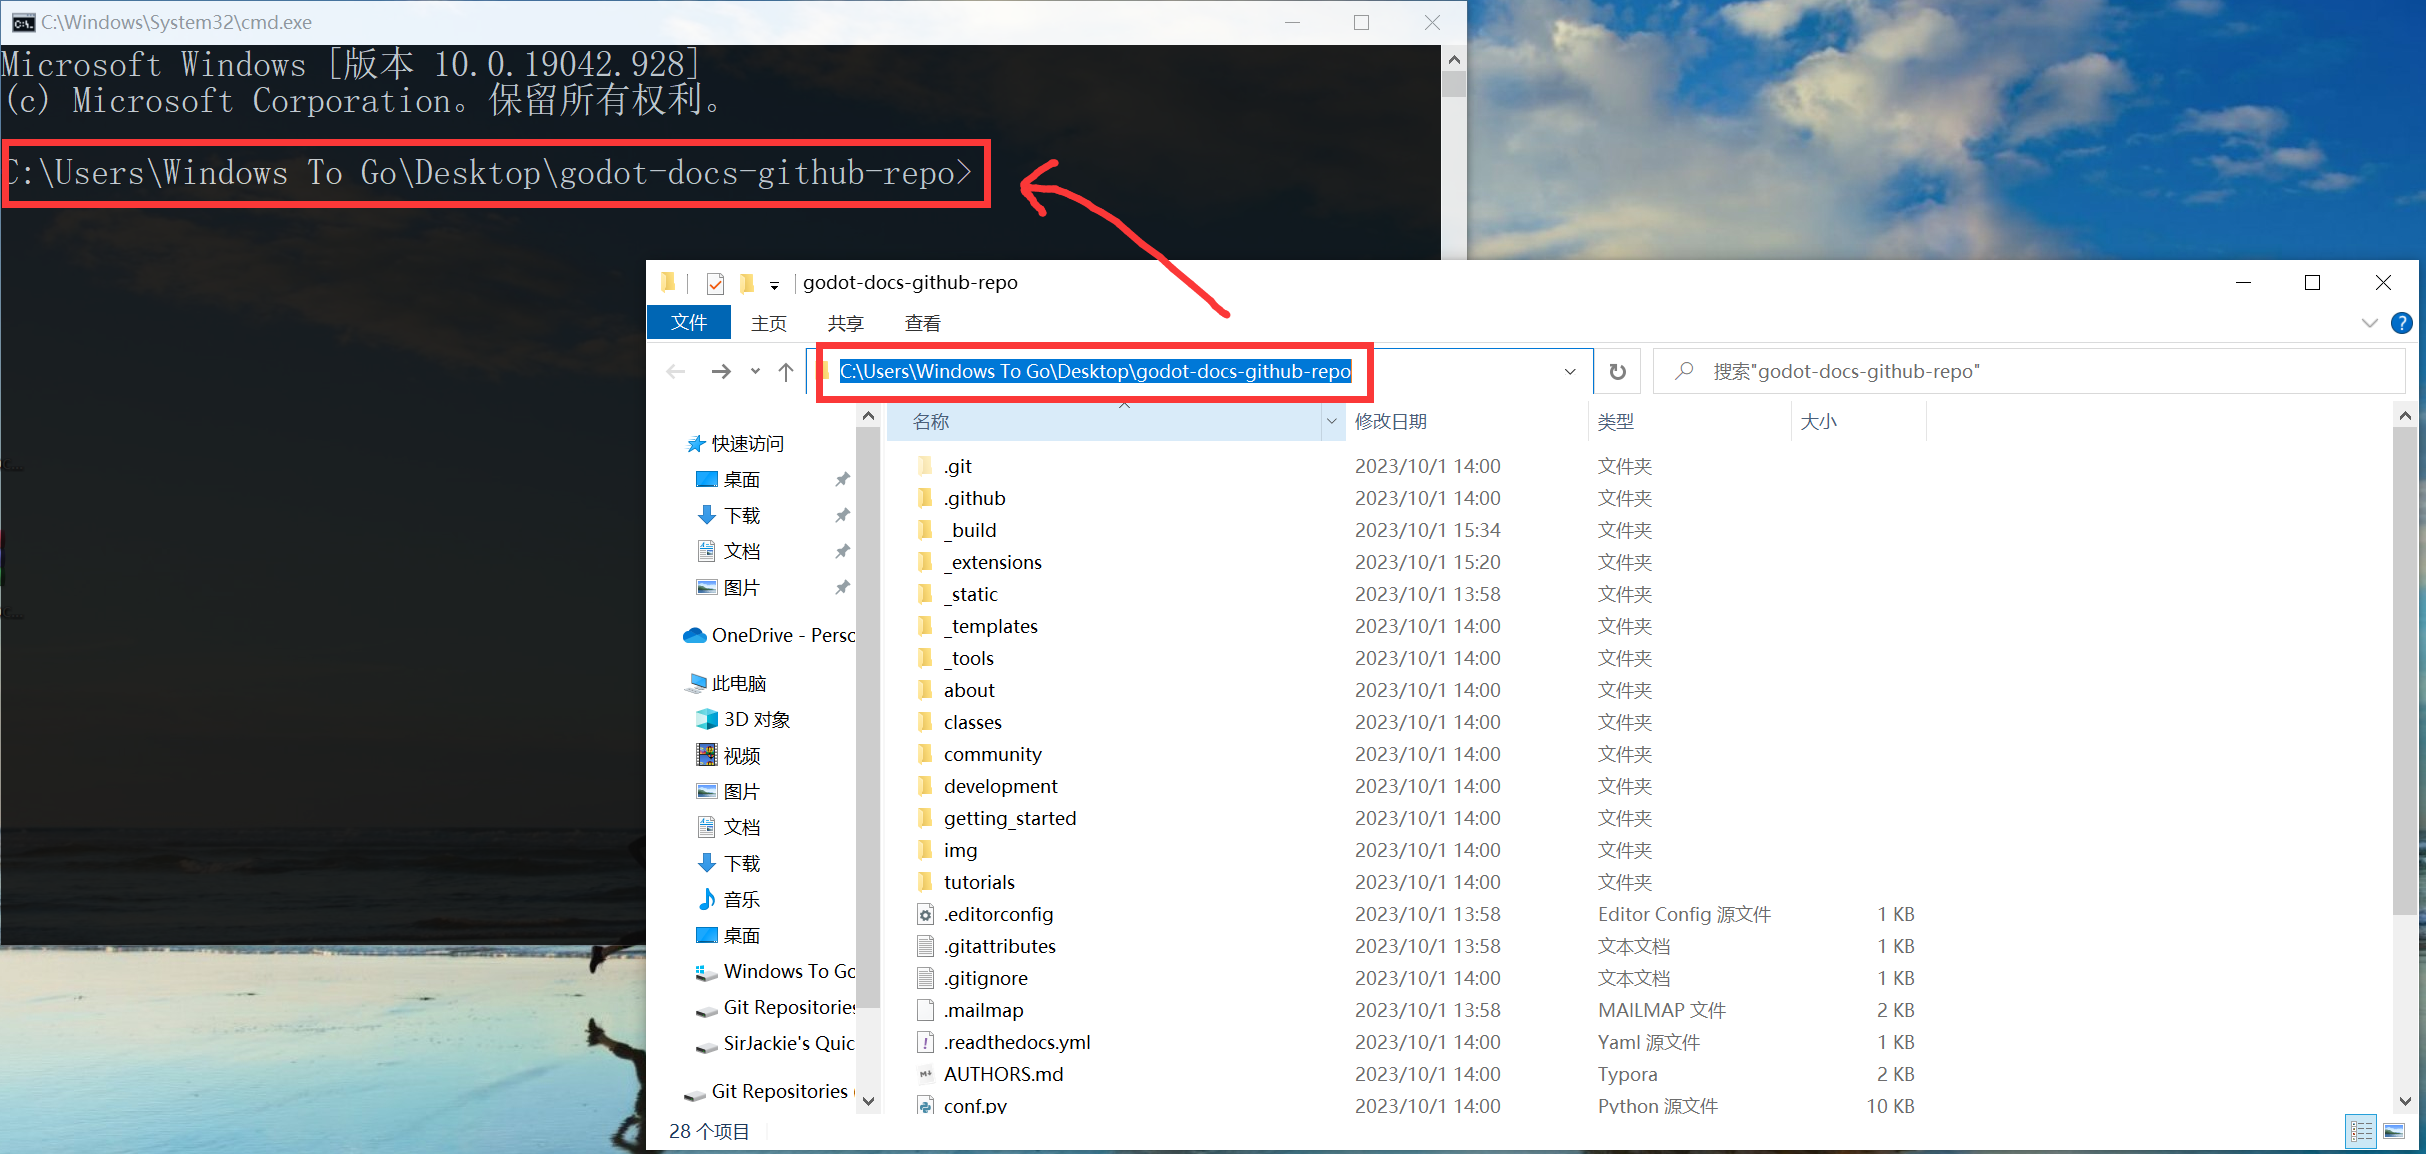 C:\Windows\System32\cmd.exe
Microsoft Windows [版本 10.0.19042.928]
(c) Microsoft Corporation。保留所有权利。
C:\Users\Windows To Go\Desktop\godot-docs-github-repo>
godot-docs-github-repo
文件 主页 共享 查看
C:\Users\Windows To Go\Desktop\godot-docs-github-repo
搜索"godot-docs-github-repo"
快速访问
桌面
下载
文档
图片
OneDrive - Perso
此电脑
3D 对象
视频
图片
文档
下载
音乐
桌面
Windows To Go
Git Repositories
SirJackie's Quic
Git Repositories (
名称 修改日期 类型 大小
.git 2023/10/1 14:00 文件夹
.github 2023/10/1 14:00 文件夹
_build 2023/10/1 15:34 文件夹
_extensions 2023/10/1 15:20 文件夹
_static 2023/10/1 13:58 文件夹
_templates 2023/10/1 14:00 文件夹
_tools 2023/10/1 14:00 文件夹
about 2023/10/1 14:00 文件夹
classes 2023/10/1 14:00 文件夹
community 2023/10/1 14:00 文件夹
development 2023/10/1 14:00 文件夹
getting_started 2023/10/1 14:00 文件夹
img 2023/10/1 14:00 文件夹
tutorials 2023/10/1 14:00 文件夹
.editorconfig 2023/10/1 13:58 Editor Config 源文件 1 KB
.gitattributes 2023/10/1 13:58 文本文档 1 KB
.gitignore 2023/10/1 14:00 文本文档 1 KB
.mailmap 2023/10/1 13:58 MAILMAP 文件 2 KB
.readthedocs.yml 2023/10/1 14:00 Yaml 源文件 1 KB
AUTHORS.md 2023/10/1 14:00 Typora 2 KB
conf.py 2023/10/1 14:00 Python 源文件 10 KB
28 个项目